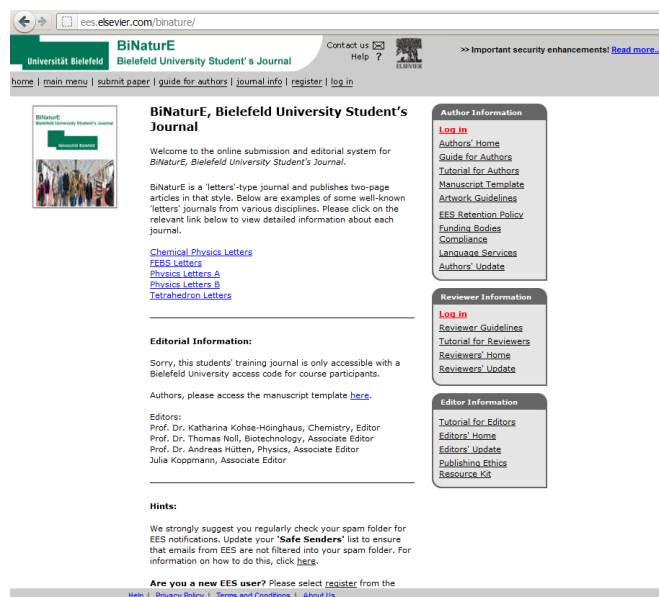 ees.elsevier.com/binature/
Universität Bielefeld
BiNaturE
Bielefeld University Student's Journal
Contact us
Help ?
ELSEVIER
>> Important security enhancements! Read more...
home | main menu | submit paper | guide for authors | journal info | register | log in
BiNaturE
Bielefeld University Student's Journal
Universität Bielefeld
BiNaturE, Bielefeld University Student's
Journal
Welcome to the online submission and editorial system for
BiNaturE, Bielefeld University Student's Journal.
BiNaturE is a 'letters'-type journal and publishes two-page
articles in that style. Below are examples of some well-known
'letters' journals from various disciplines. Please click on the
relevant link below to view detailed information about each
journal.
Chemical Physics Letters
FEBS Letters
Physics Letters A
Physics Letters B
Tetrahedron Letters
Editorial Information:
Sorry, this students' training journal is only accessible with a
Bielefeld University access code for course participants.
Authors, please access the manuscript template here.
Editors:
Prof. Dr. Katharina Kohse-Höinghaus, Chemistry, Editor
Prof. Dr. Thomas Noll, Biotechnology, Associate Editor
Prof. Dr. Andreas Hütten, Physics, Associate Editor
Julia Koppmann, Associate Editor
Hints:
We strongly suggest you regularly check your spam folder for
EES notifications. Update your 'Safe Senders' list to ensure
that emails from EES are not filtered into your spam folder. For
information on how to do this, click here.
Are you a new EES user? Please select register from the
Author Information
Log in
Authors' Home
Guide for Authors
Tutorial for Authors
Manuscript Template
Artwork Guidelines
EES Retention Policy
Funding Bodies
Compliance
Language Services
Authors' Update
Reviewer Information
Log in
Reviewer Guidelines
Tutorial for Reviewers
Reviewers' Home
Reviewers' Update
Editor Information
Tutorial for Editors
Editors' Home
Editors' Update
Publishing Ethics
Resource Kit
Help | Privacy Policy | Terms and Conditions | About Us